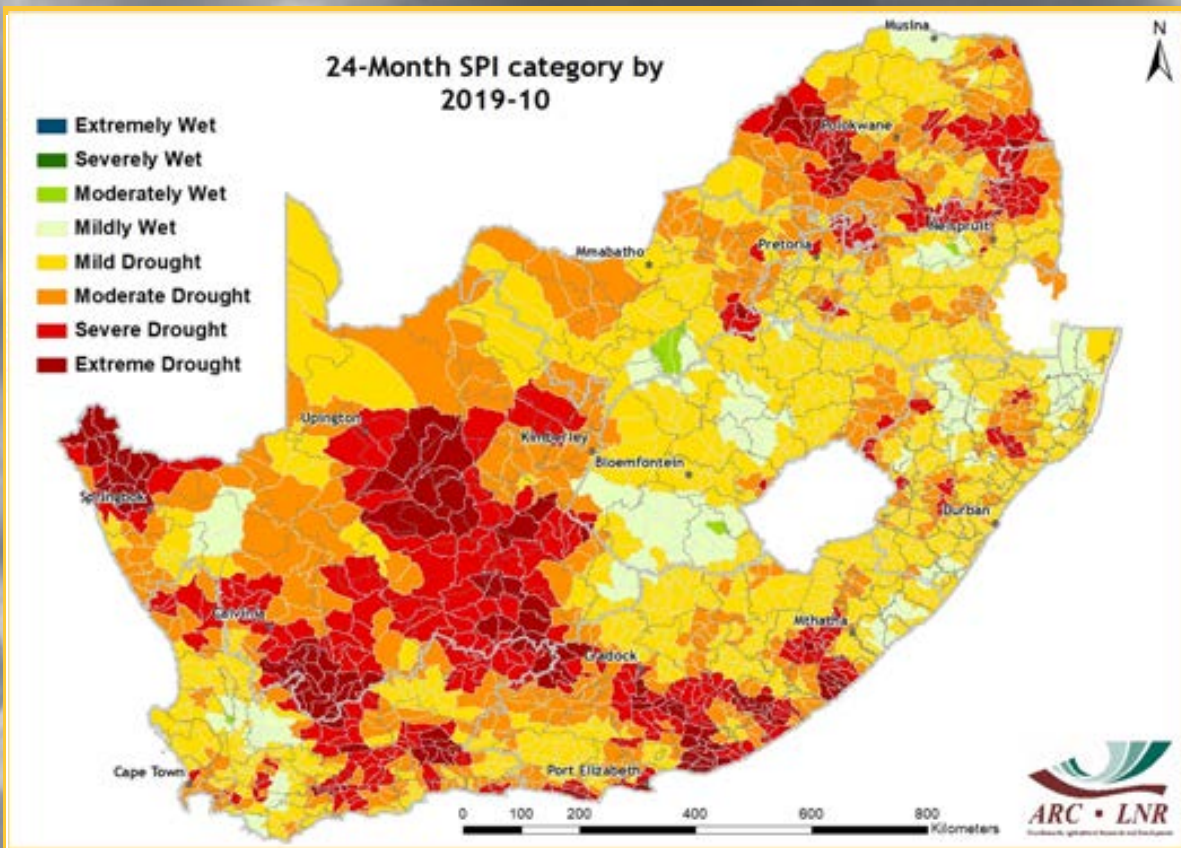 24-Month SPI category by
2019-10
N
Extremely Wet
Severely Wet
Moderately Wet
Mildly Wet
Mild Drought
Moderate Drought
Severe Drought
Extreme Drought
Musina
Polokwane
Nelspruit
Pretoria
Mmabatho
Upington
Kimberley
Bloemfontein
Springbok
Durban
Calvinia
Mthatha
Cradock
Cape Town
Port Elizabeth
0 100 200 400 600 800
Kilometers
ARC • LNR